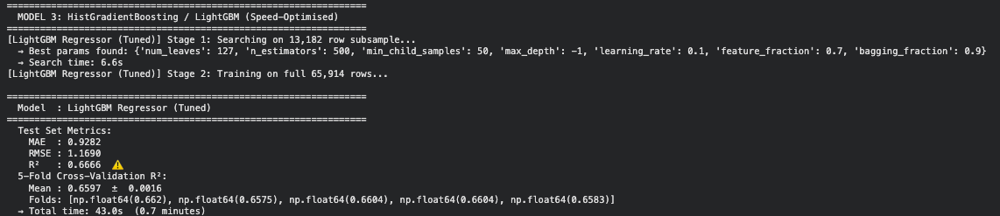 =================================================================
MODEL 3: HistGradientBoosting / LightGBM (Speed-Optimised)
=================================================================
[LightGBM Regressor (Tuned)] Stage 1: Searching on 13,182 row subsample...
→ Best params found: {'num_leaves': 127, 'n_estimators': 500, 'min_child_samples': 50, 'max_depth': -1, 'learning_rate': 0.1, 'feature_fraction': 0.7, 'bagging_fraction': 0.9}
→ Search time: 6.6s
[LightGBM Regressor (Tuned)] Stage 2: Training on full 65,914 rows...
=================================================================
Model  : LightGBM Regressor (Tuned)
=================================================================
Test Set Metrics:
MAE  : 0.9282
RMSE : 1.1690
R²   : 0.6666  ⚠️
5-Fold Cross-Validation R²:
Mean : 0.6597  ±  0.0016
Folds: [np.float64(0.662), np.float64(0.6575), np.float64(0.6604), np.float64(0.6604), np.float64(0.6583)]
→ Total time: 43.0s  (0.7 minutes)